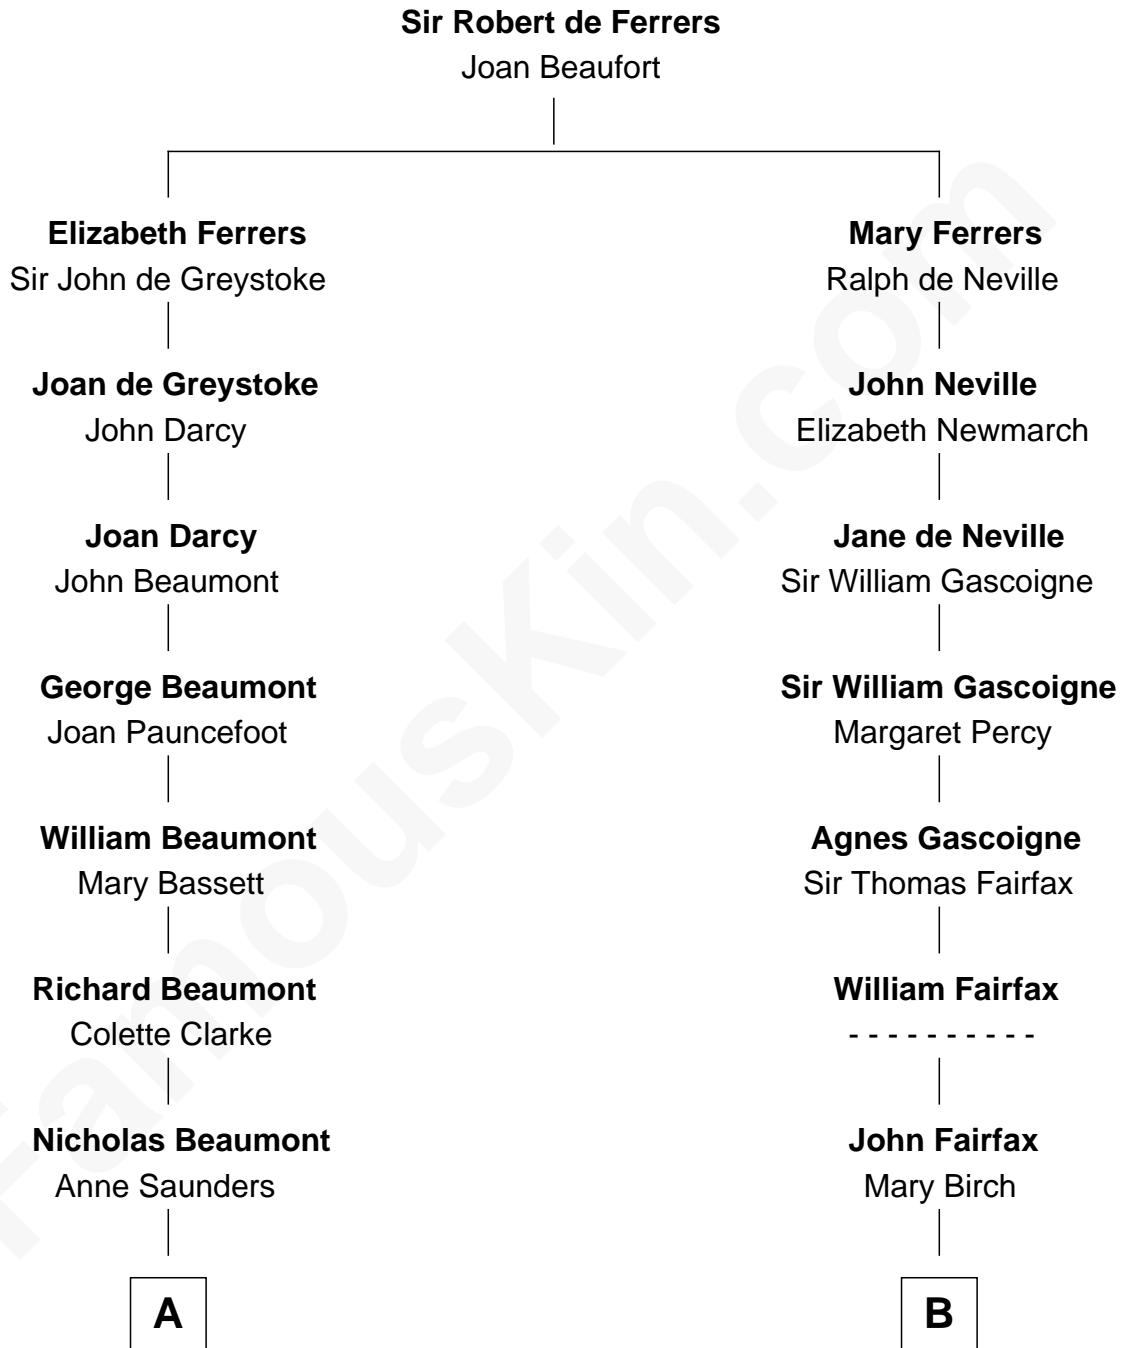 Sir Robert de Ferrers
Joan Beaufort
Elizabeth Ferrers
Sir John de Greystoke
Mary Ferrers
Ralph de Neville
Joan de Greystoke
John Darcy
John Neville
Elizabeth Newmarch
Joan Darcy
John Beaumont
Jane de Neville
Sir William Gascoigne
George Beaumont
Joan Pauncefoot
Sir William Gascoigne
Margaret Percy
William Beaumont
Mary Bassett
Agnes Gascoigne
Sir Thomas Fairfax
Richard Beaumont
Colette Clarke
William Fairfax
- - - - - - - - - -
Nicholas Beaumont
Anne Saunders
John Fairfax
Mary Birch
A
B
FamousKin.com